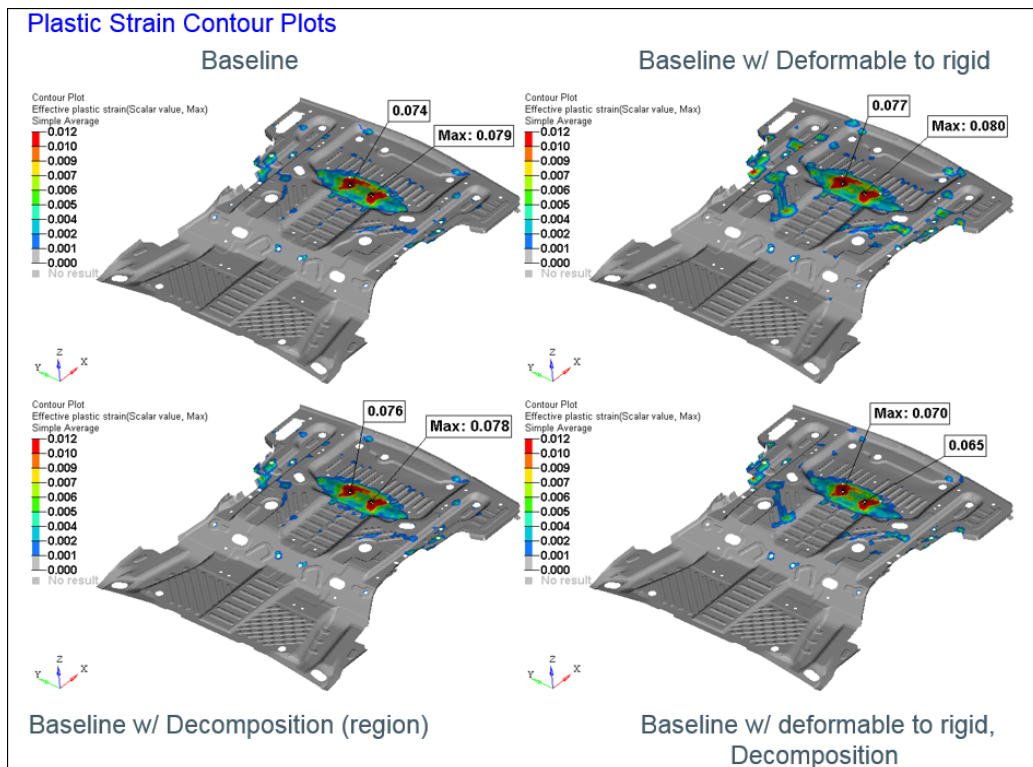 Plastic Strain Contour Plots
Baseline
Contour Plot
Effective plastic strain(Scalar value, Max)
Simple Average
0.012
0.010
0.009
0.007
0.006
0.005
0.004
0.002
0.001
0.000
No result
0.074
Max: 0.079
Z
Y
X
Baseline w/ Deformable to rigid
Contour Plot
Effective plastic strain(Scalar value, Max)
Simple Average
0.012
0.010
0.009
0.007
0.006
0.005
0.004
0.002
0.001
0.000
No result
0.077
Max: 0.080
Z
Y
X
Contour Plot
Effective plastic strain(Scalar value, Max)
Simple Average
0.012
0.010
0.009
0.007
0.006
0.005
0.004
0.002
0.001
0.000
No result
0.076
Max: 0.078
Z
Y
X
Baseline w/ Decomposition (region)
Contour Plot
Effective plastic strain(Scalar value, Max)
Simple Average
0.012
0.010
0.009
0.007
0.006
0.005
0.004
0.002
0.001
0.000
No result
Max: 0.070
0.065
Z
Y
X
Baseline w/ deformable to rigid,
Decomposition